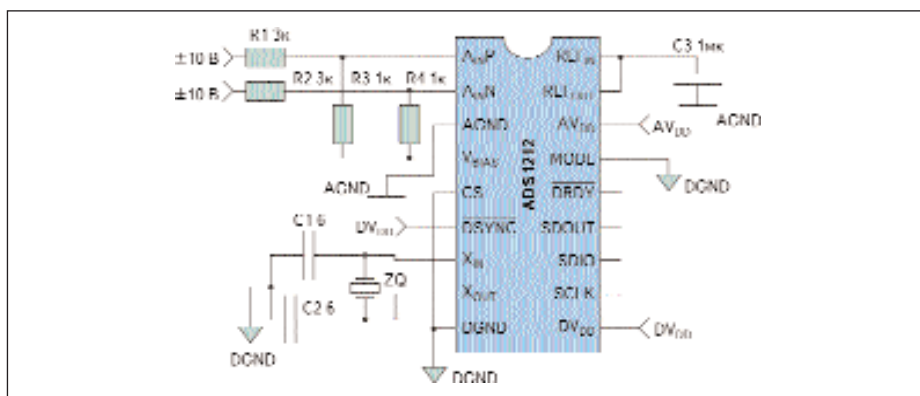 R1 3к
±10 В
R2 3к
R3 1к
R4 1к
±10 В
AINP
AINN
AGND
VBIAS
CS
DSYNC
XIN
XOUT
DGND
ADS1212
REFIN
REFOUT
AVDD
MODE
DRDY
SDOUT
SDIO
SCLK
DVDD
C3 1мк
AGND
AVDD
DGND
DVDD
AGND
DVDD
C1 6
C2 6
ZQ
DGND
DGND